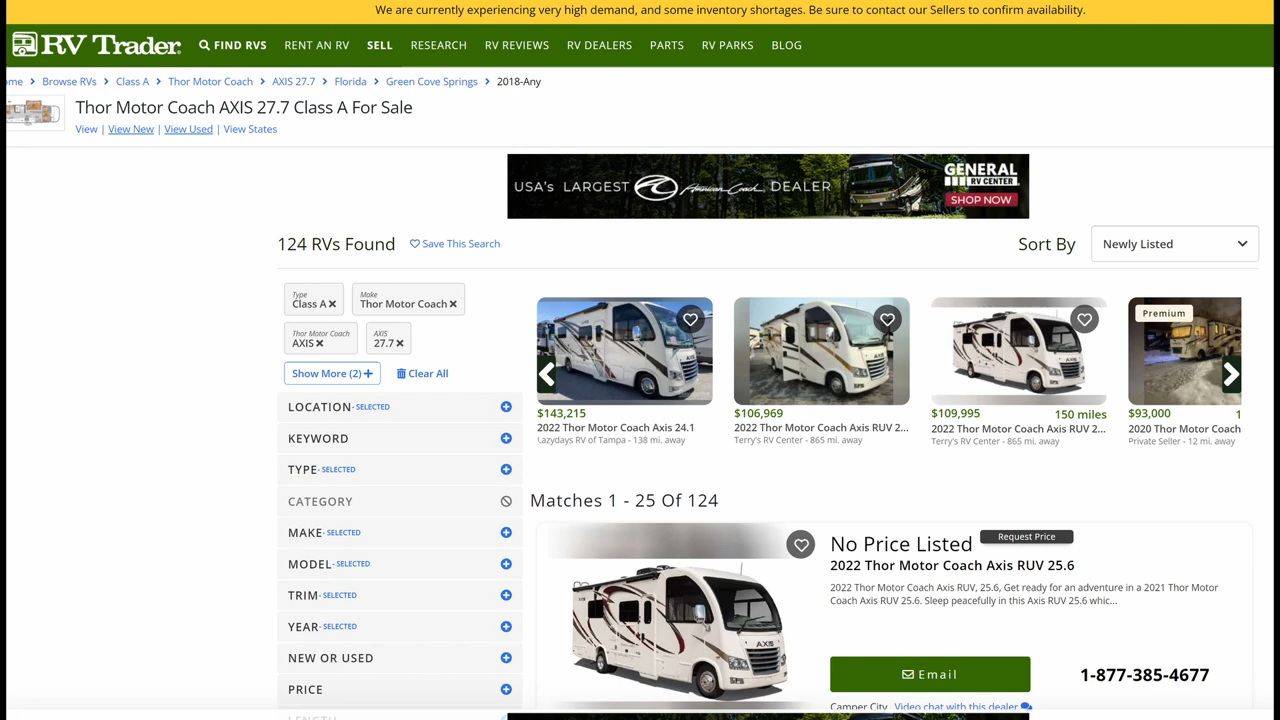 We are currently experiencing very high demand, and some inventory shortages. Be sure to contact our Sellers to confirm availability.
RV Trader FIND RVS RENT AN RV SELL RESEARCH RV REVIEWS RV DEALERS PARTS RV PARKS BLOG
me > Browse RVs > Class A > Thor Motor Coach > AXIS 27.7 > Florida > Green Cove Springs > 2018-Any
Thor Motor Coach AXIS 27.7 Class A For Sale
View | View New | View Used | View States
USA's LARGEST American Coach DEALER
GENERAL
RV CENTER
SHOP NOW
124 RVs Found Save This Search Sort By Newly Listed
Type
Class A
Make
Thor Motor Coach
Thor Motor Coach
AXIS
AXIS
27.7
Show More (2) + Clear All
LOCATION- SELECTED
KEYWORD
TYPE- SELECTED
CATEGORY
MAKE- SELECTED
MODEL- SELECTED
TRIM- SELECTED
YEAR- SELECTED
NEW OR USED
PRICE
LENGTH
$143,215
2022 Thor Motor Coach Axis 24.1
Lazydays RV of Tampa - 138 mi. away
$106,969
2022 Thor Motor Coach Axis RUV 2...
Terry's RV Center - 865 mi. away
$109,995 150 miles
2022 Thor Motor Coach Axis RUV 2...
Terry's RV Center - 865 mi. away
Premium
$93,000 1
2020 Thor Motor Coach
Private Seller - 12 mi. away
Matches 1 - 25 Of 124
AXIS
No Price Listed Request Price
2022 Thor Motor Coach Axis RUV 25.6
2022 Thor Motor Coach Axis RUV, 25.6, Get ready for an adventure in a 2021 Thor Motor
Coach Axis RUV 25.6. Sleep peacefully in this Axis RUV 25.6 whic...
Email 1-877-385-4677
Camper City Video chat with this dealer